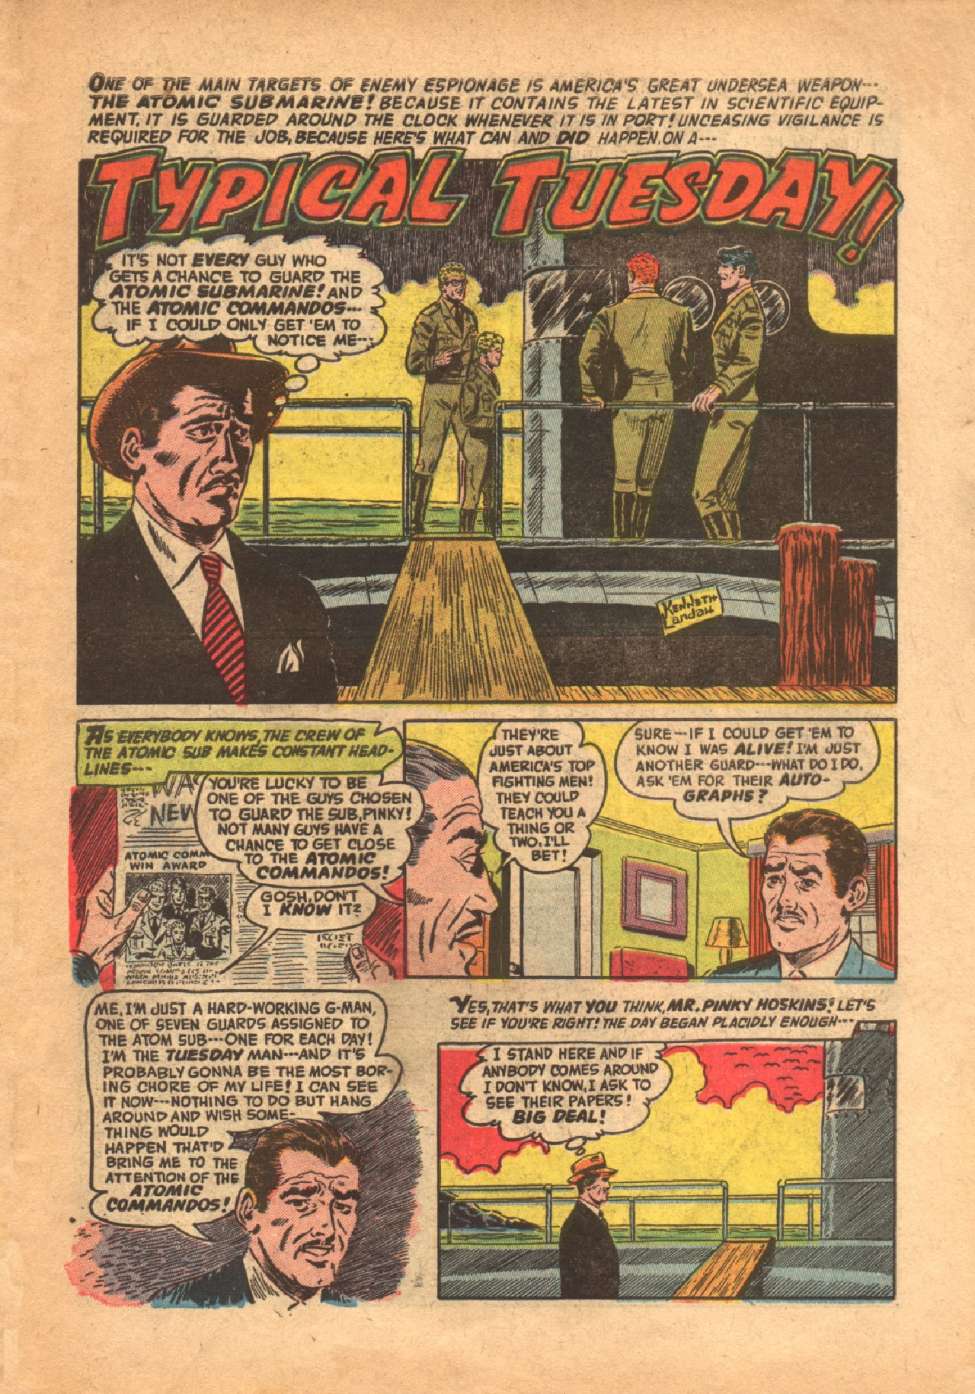 ONE OF THE MAIN TARGETS OF ENEMY ESPIONAGE IS AMERICA'S GREAT UNDERSEA WEAPON---
THE ATOMIC SUBMARINE! BECAUSE IT CONTAINS THE LATEST IN SCIENTIFIC EQUIP-
MENT, IT IS GUARDED AROUND THE CLOCK WHENEVER IT IS IN PORT! UNCEASING VIGILANCE IS
REQUIRED FOR THE JOB, BECAUSE HERE'S WHAT CAN AND DID HAPPEN, ON A---
TYPICAL TUESDAY!
IT'S NOT EVERY GUY WHO
GETS A CHANCE TO GUARD THE
ATOMIC SUBMARINE! AND
THE ATOMIC COMMANDOS---
IF I COULD ONLY GET 'EM TO
NOTICE ME--
KENNETH
Landau
AS EVERYBODY KNOWS, THE CREW OF
THE ATOMIC SUB MAKES CONSTANT HEAD-
LINES---
WAS
NEW
ATOMIC COMM
WIN AWARD
YOU'RE LUCKY TO BE
ONE OF THE GUYS CHOSEN
TO GUARD THE SUB, PINKY!
NOT MANY GUYS HAVE A
CHANCE TO GET CLOSE
TO THE ATOMIC
COMMANDOS!
GOSH, DON'T
I KNOW IT?
THEY'RE
JUST ABOUT
AMERICA'S TOP
FIGHTING MEN!
THEY COULD
TEACH YOU A
THING OR
TWO, I'LL
BET!
SURE--IF I COULD GET 'EM TO
KNOW I WAS ALIVE! I'M JUST
ANOTHER GUARD---WHAT DO I DO,
ASK 'EM FOR THEIR AUTO-
GRAPHS?
ME, I'M JUST A HARD-WORKING G-MAN,
ONE OF SEVEN GUARDS ASSIGNED TO
THE ATOM SUB---ONE FOR EACH DAY!
I'M THE TUESDAY MAN---AND IT'S
PROBABLY GONNA BE THE MOST BOR-
ING CHORE OF MY LIFE! I CAN SEE
IT NOW---NOTHING TO DO BUT HANG
AROUND AND WISH SOME-
THING WOULD
HAPPEN THAT'D
BRING ME TO THE
ATTENTION OF THE
ATOMIC
COMMANDOS!
YES, THAT'S WHAT YOU THINK, MR. PINKY HOSKINS! LET'S
SEE IF YOU'RE RIGHT! THE DAY BEGAN PLACIDLY ENOUGH---
I STAND HERE AND IF
ANYBODY COMES AROUND
I DON'T KNOW, I ASK TO
SEE THEIR PAPERS!
BIG DEAL!